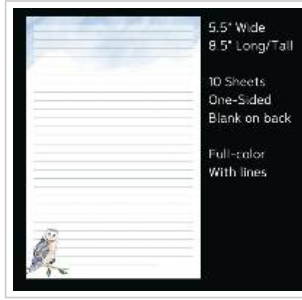 5.5" Wide
8.5" Long/Tall
10 Sheets
One-Sided
Blank on back
Full-color
With lines